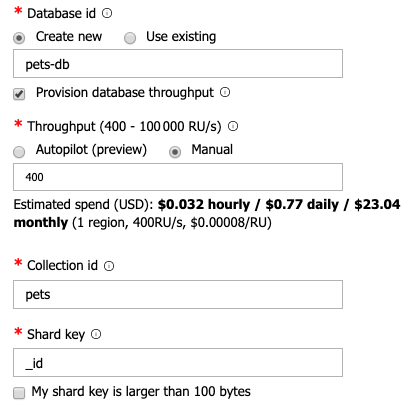 * Database id
Create new Use existing
pets-db
Provision database throughput
* Throughput (400 - 100 000 RU/s)
Autopilot (preview) Manual
400
Estimated spend (USD): $0.032 hourly / $0.77 daily / $23.04
monthly (1 region, 400RU/s, $0.00008/RU)
* Collection id
pets
* Shard key
_id
My shard key is larger than 100 bytes